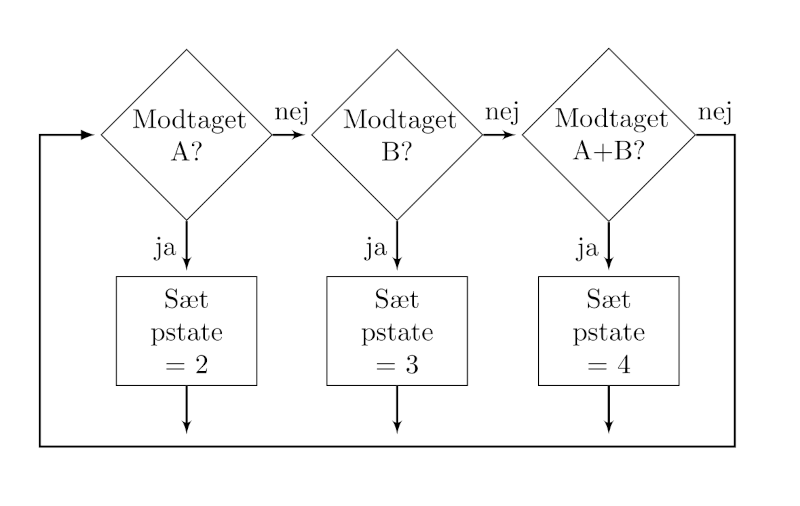 Modtaget
A?
nej
Modtaget
B?
nej
Modtaget
A+B?
nej
ja
ja
ja
Sæt
pstate
= 2
Sæt
pstate
= 3
Sæt
pstate
= 4